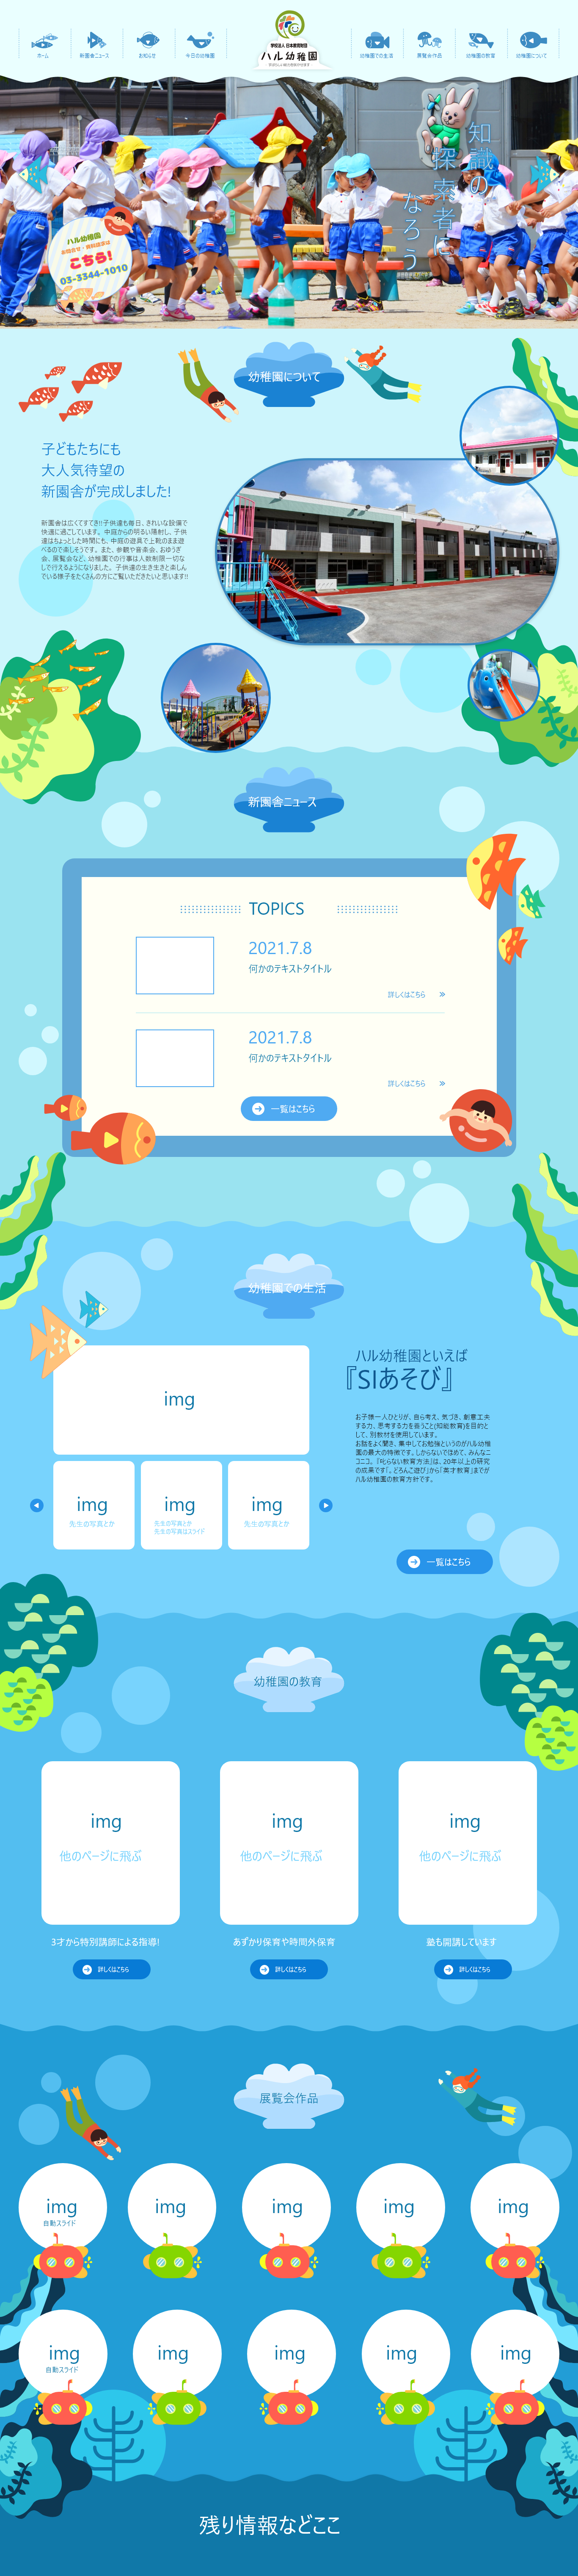 ホーム
新園舎ニュース
お知らせ
今日の幼稚園
学校法人 日本教育財団
ハル幼稚園
幼稚園での生活
展覧会作品
幼稚園の教育
幼稚園について
知識の
探索者に
なろう
ハル幼稚園
こちら!
03-3344-1010
幼稚園について
子どもたちにも
大人気待望の
新園舎が完成しました!
新園舎は広くてすてき!!子供達も毎日、きれいな設備で
快適に過ごしています。 中庭からの明るい陽射し、子供
達はちょっとした時間にも、中庭の遊具で上靴のまま遊
べるので楽しそうです。また、参観や音楽会、おゆうぎ
会、展覧会など、幼稚園での行事は人数制限一切な
しで行えるようになりました。子供達の生き生きと楽しん
でいる様子をたくさんの方にご覧いただきたいと思います!!
新園舎ニュース
TOPICS
2021.7.8
何かのテキストタイトル
詳しくはこちら
2021.7.8
何かのテキストタイトル
詳しくはこちら
一覧はこちら
幼稚園での生活
img
img
先生の写真とか
img
先生の写真とか
先生の写真はスライド
img
先生の写真とか
ハル幼稚園といえば
『SIあそび』
お子様一人ひとりが、自ら考え、気づき、創意工夫
する力、思考する力を養うこと(知能教育)を目的と
して、別教材を使用しています。
お話をよく聞き、集中してお勉強というのがハル幼稚
園の最大の特徴です。しからないでほめて、みんなニ
コニコ。 『叱らない教育方法』は、20年以上の研究
の成果です『。どろんこ遊び』から『英才教育』までが
ハル幼稚園の教育方針です。
一覧はこちら
幼稚園の教育
img
他のページに飛ぶ
img
他のページに飛ぶ
img
他のページに飛ぶ
3才から特別講師による指導!
あずかり保育や時間外保育
塾も開講しています
詳しくはこちら
詳しくはこちら
詳しくはこちら
展覧会作品
img
自動スライド
img
img
img
img
img
自動スライド
img
img
img
img
残り情報などここ